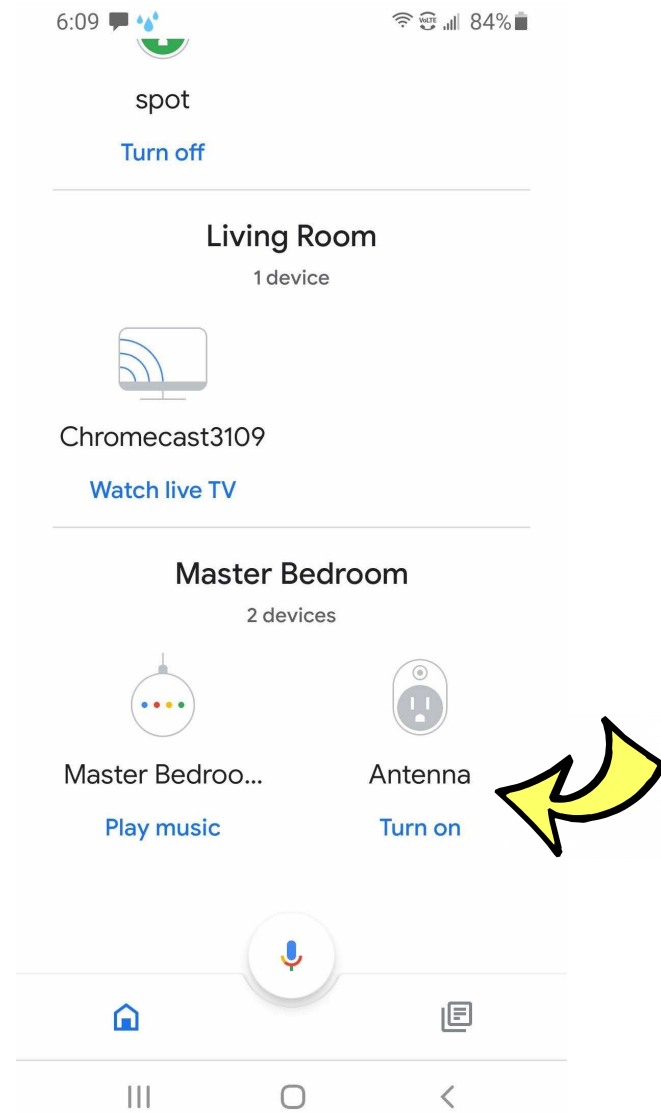 6:09
VoLTE
84%
spot
Turn off
Living Room
1 device
Chromecast3109
Watch live TV
Master Bedroom
2 devices
Master Bedroo...
Antenna
Play music
Turn on